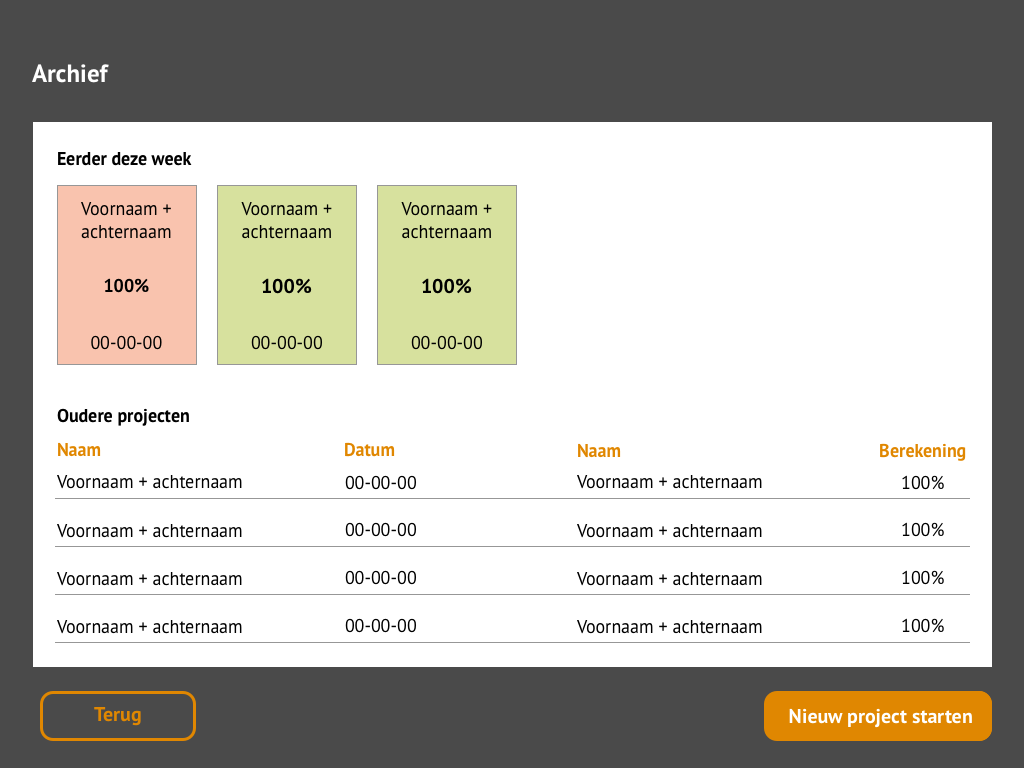 Archief
Eerder deze week
Voornaam +
achternaam
100%
00-00-00
Voornaam +
achternaam
100%
00-00-00
Voornaam +
achternaam
100%
00-00-00
Oudere projecten
Naam Datum Naam Berekening
Voornaam + achternaam 00-00-00 Voornaam + achternaam 100%
Voornaam + achternaam 00-00-00 Voornaam + achternaam 100%
Voornaam + achternaam 00-00-00 Voornaam + achternaam 100%
Voornaam + achternaam 00-00-00 Voornaam + achternaam 100%
Terug
Nieuw project starten